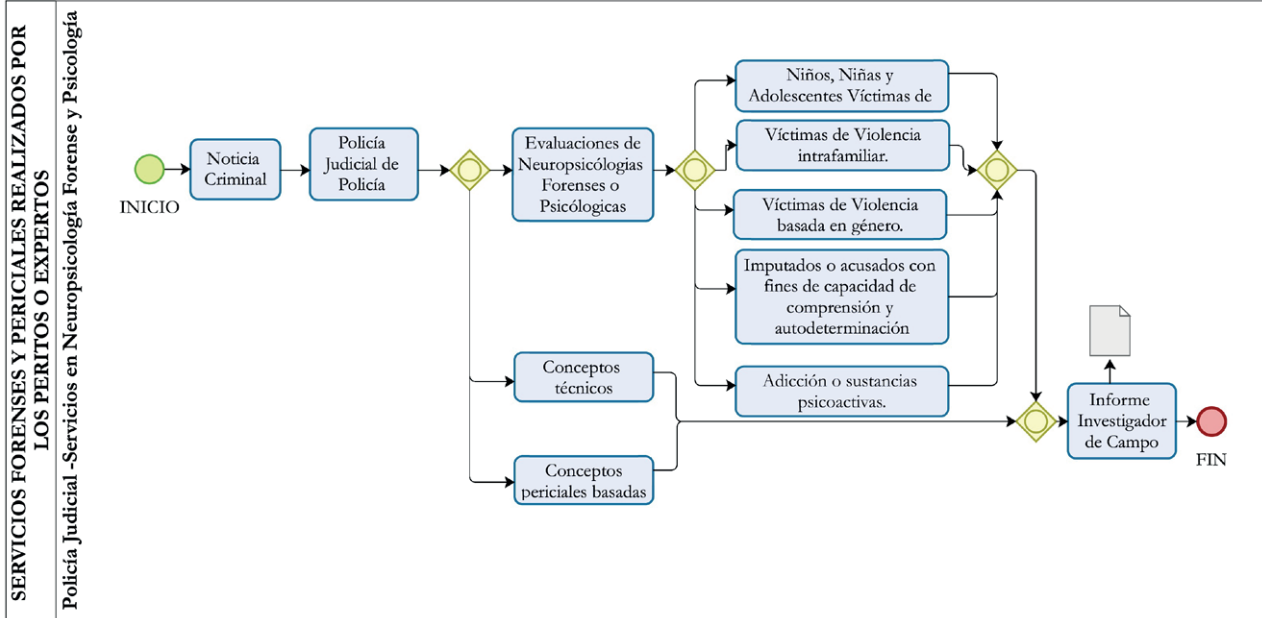 SERVICIOS FORENSES Y PERICIALES REALIZADOS POR
LOS PERITOS O EXPERTOS
Policía Judicial -Servicios en Neuropsicología Forense y Psicología
INICIO
Noticia
Criminal
Policía
Judicial de
Policía
Evaluaciones de
Neuropsicólogias
Forenses o
Psicólogicas
Conceptos
técnicos
Conceptos
periciales basadas
Niños, Niñas y
Adolescentes Víctimas de
Víctimas de Violencia
intrafamiliar.
Víctimas de Violencia
basada en género.
Imputados o acusados con
fines de capacidad de
comprensión y
autodeterminación
Adicción o sustancias
psicoactivas.
Informe
Investigador
de Campo
FIN